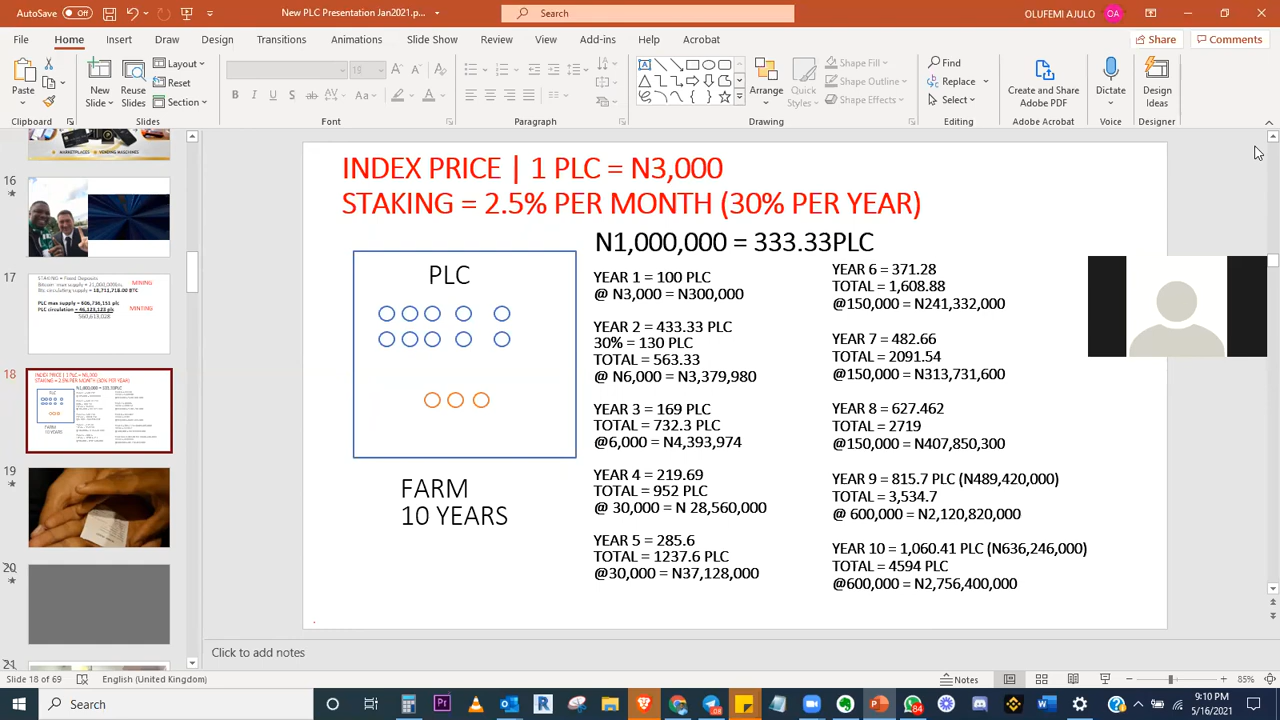 AutoSave
Off
Search
File
Home
Insert
Draw
Design
Transitions
Animations
Slide Show
Review
View
Add-ins
Help
Acrobat
Share
Comments
Paste
New
Slides
Reuse
Slides
Layout
Reset
Section
19
Shape Fill
Shape Outline
Shape Effects
Arrange
Quick
Styles
Find
Replace
Select
Create and Share
Adobe PDF
Dictate
Design
Ideas
Clipboard
Slides
Font
Paragraph
Drawing
Editing
Adobe Acrobat
Voice
Designer
MARKETPLACES
VENDING MASCHINES
16
17
MINING
MINTING
18
19
20
21
INDEX PRICE | 1 PLC = N3,000
STAKING = 2.5% PER MONTH (30% PER YEAR)
N1,000,000 = 333.33PLC
PLC
FARM
10 YEARS
YEAR 1 = 100 PLC
@ N3,000 = N300,000
YEAR 2 = 433.33 PLC
30% = 130 PLC
TOTAL = 563.33
@ N6,000 = N3,379,980
YEAR 3 = 169 PLC
TOTAL = 732.3 PLC
@6,000 = N4,393,974
YEAR 4 = 219.69
TOTAL = 952 PLC
@ 30,000 = N 28,560,000
YEAR 5 = 285.6
TOTAL = 1237.6 PLC
@30,000 = N37,128,000
YEAR 6 = 371.28
TOTAL = 1,608.88
@150,000 = N241,332,000
YEAR 7 = 482.66
TOTAL = 2091.54
@150,000 = N313,731,600
YEAR 8 = 627.462
TOTAL = 2719
@150,000 = N407,850,300
YEAR 9 = 815.7 PLC (N489,420,000)
TOTAL = 3,534.7
@ 600,000 = N2,120,820,000
YEAR 10 = 1,060.41 PLC (N636,246,000)
TOTAL = 4594 PLC
@600,000 = N2,756,400,000
Click to add notes
Slide 18 of 69
English (United Kingdom)
Notes
85%
Search
84
9:10 PM
5/16/2021